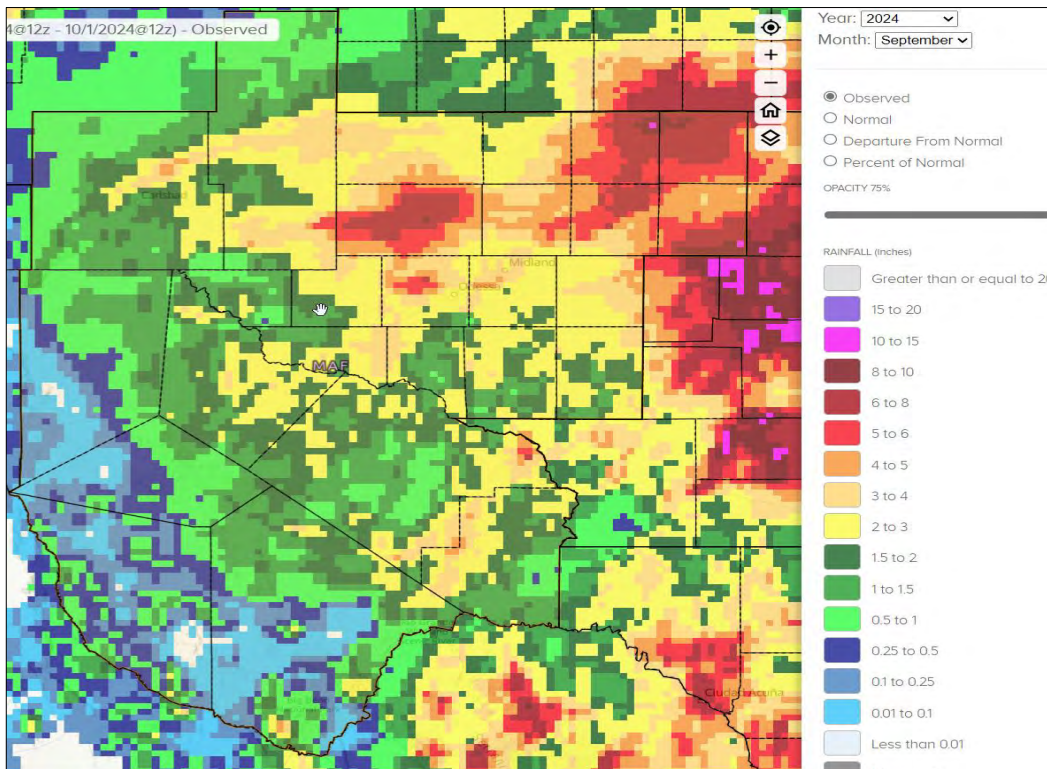 4@12z - 10/1/2024@12z) - Observed
Year: 2024
Month: September
Observed
Normal
Departure From Normal
Percent of Normal
OPACITY 75%
RAINFALL (Inches)
Greater than or equal to
15 to 20
10 to 15
8 to 10
6 to 8
5 to 6
4 to 5
3 to 4
2 to 3
1.5 to 2
1 to 1.5
0.5 to 1
0.25 to 0.5
0.1 to 0.25
0.01 to 0.1
Less than 0.01
Carlsbad
Midland
Odessa
MAF
Ciudad Acuña